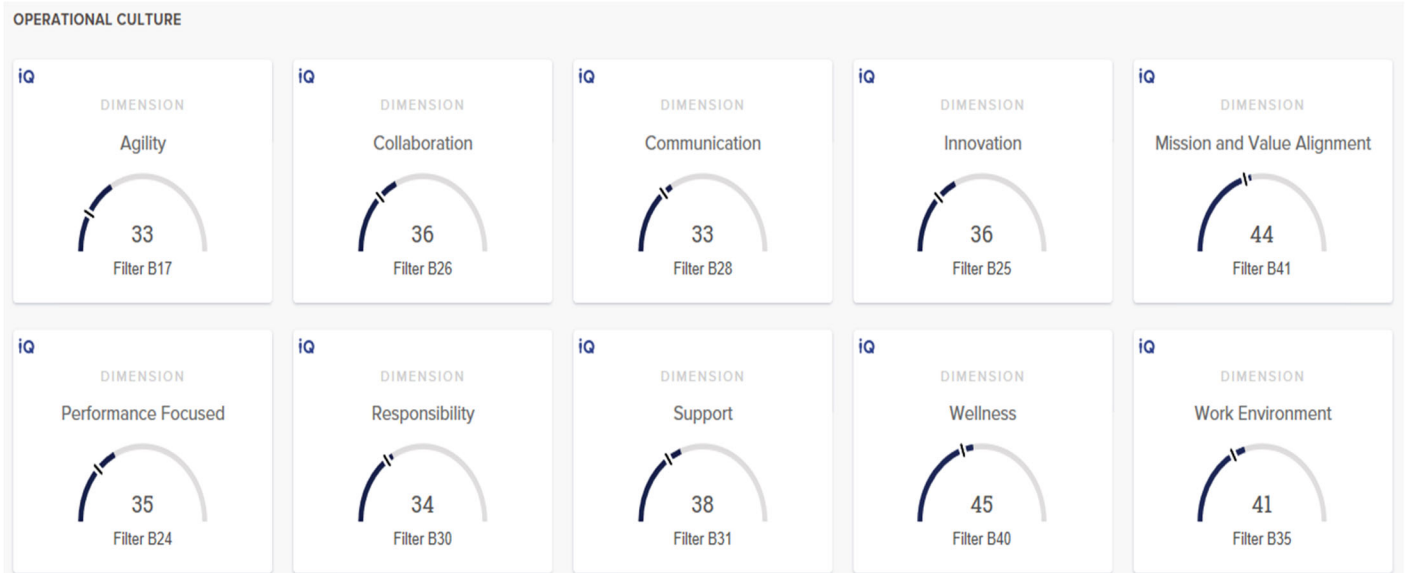 OPERATIONAL CULTURE
iQ
DIMENSION
Agility
33
Filter B17
iQ
DIMENSION
Collaboration
36
Filter B26
iQ
DIMENSION
Communication
33
Filter B28
iQ
DIMENSION
Innovation
36
Filter B25
iQ
DIMENSION
Mission and Value Alignment
44
Filter B41
iQ
DIMENSION
Performance Focused
35
Filter B24
iQ
DIMENSION
Responsibility
34
Filter B30
iQ
DIMENSION
Support
38
Filter B31
iQ
DIMENSION
Wellness
45
Filter B40
iQ
DIMENSION
Work Environment
41
Filter B35